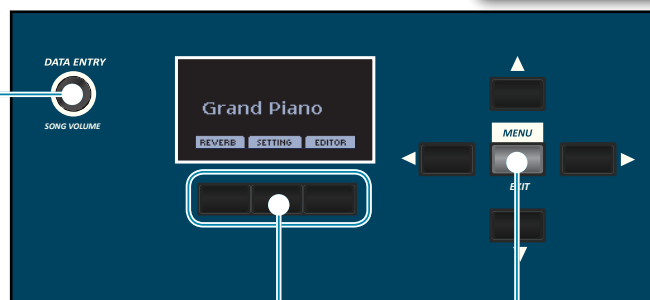 DATA ENTRY
SONG VOLUME
Grand Piano
REVERB SETTING EDITOR
MENU
EXIT